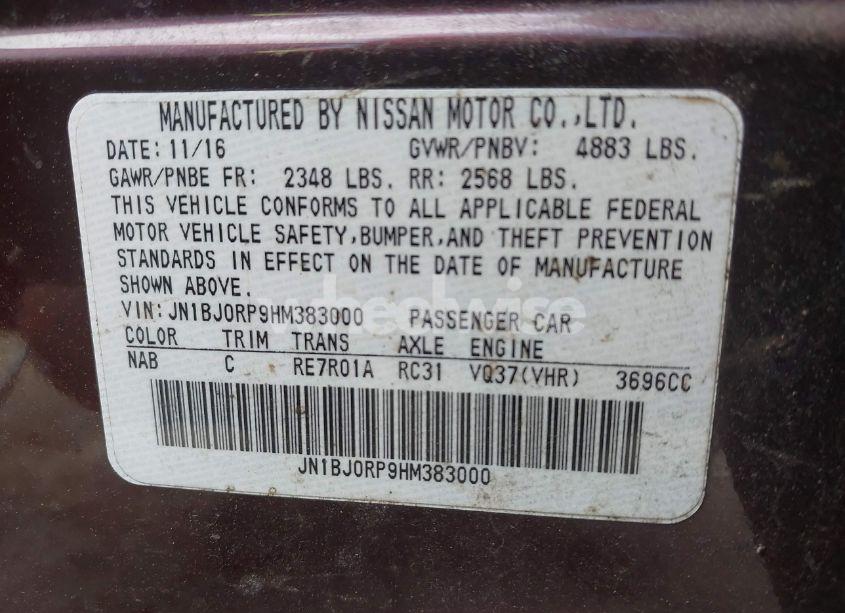 MANUFACTURED BY NISSAN MOTOR CO.,LTD.
DATE: 11/16 GVWR/PNBV: 4883 LBS.
GAWR/PNBE FR: 2348 LBS. RR: 2568 LBS.
THIS VEHICLE CONFORMS TO ALL APPLICABLE FEDERAL
MOTOR VEHICLE SAFETY,BUMPER,AND THEFT PREVENTION
STANDARDS IN EFFECT ON THE DATE OF MANUFACTURE
SHOWN ABOVE.
wheelwise
VIN:JN1BJ0RP9HM383000 PASSENGER CAR
COLOR TRIM TRANS AXLE ENGINE
NAB C RE7R01A RC31 VQ37(VHR) 3696CC
JN1BJ0RP9HM383000